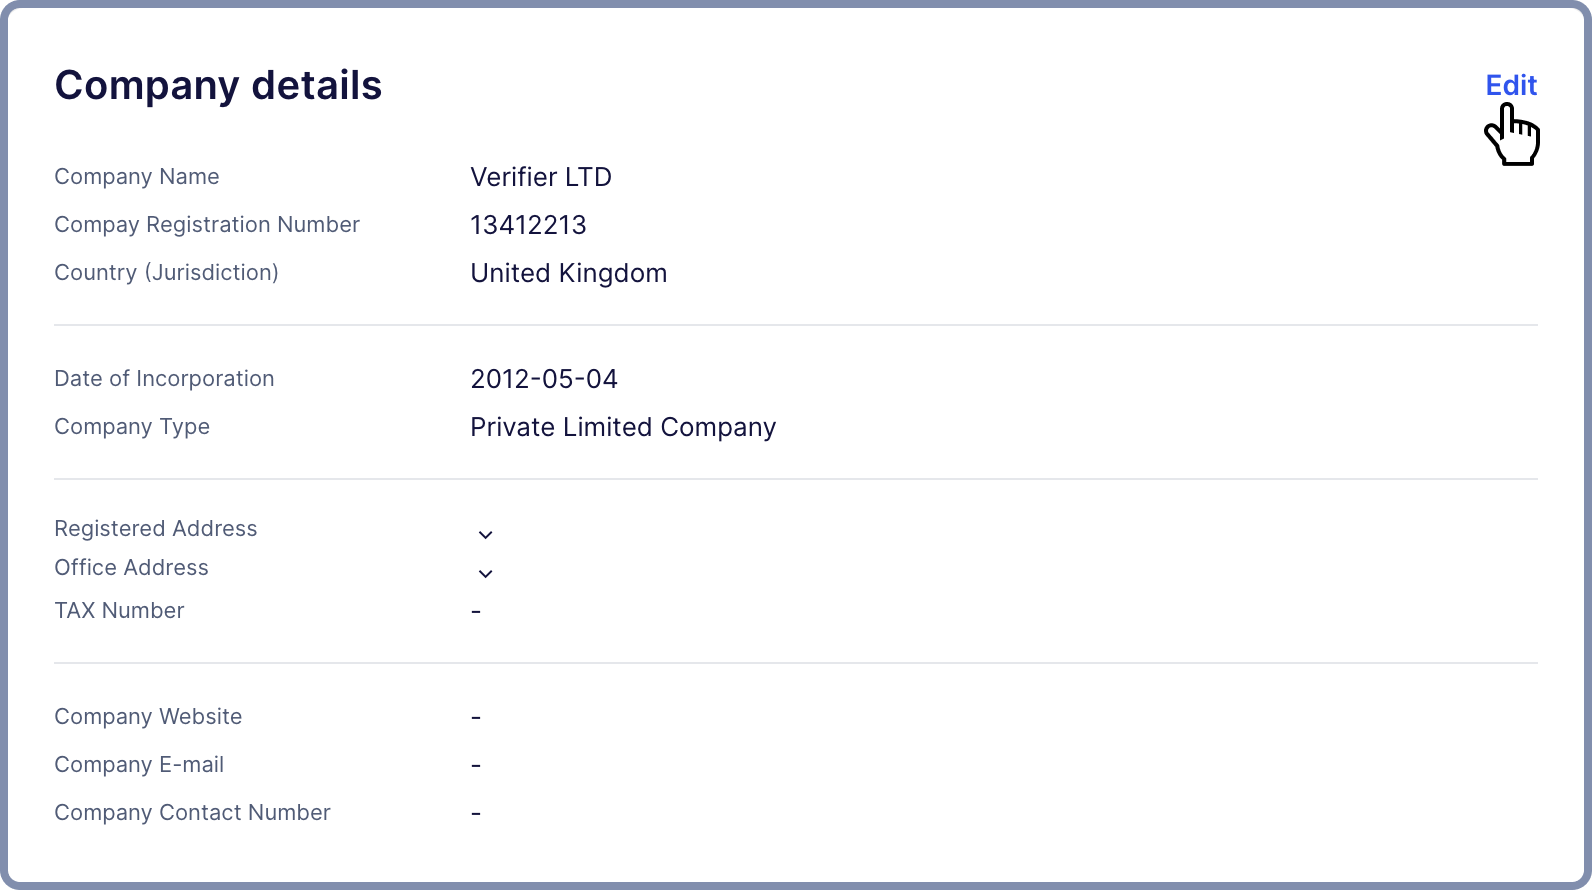 Company details
Edit
Company Name Verifier LTD
Compay Registration Number 13412213
Country (Jurisdiction) United Kingdom
Date of Incorporation 2012-05-04
Company Type Private Limited Company
Registered Address
Office Address
TAX Number -
Company Website -
Company E-mail -
Company Contact Number -